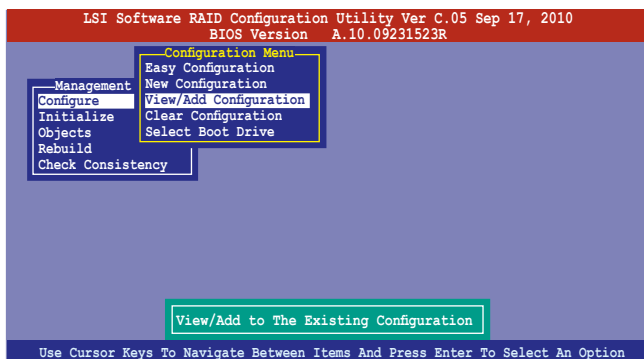 LSI Software RAID Configuration Utility Ver C.05 Sep 17, 2010
BIOS Version A.10.09231523R
Configuration Menu
Easy Configuration
New Configuration
View/Add Configuration
Clear Configuration
Select Boot Drive
Management
Configure
Initialize
Objects
Rebuild
Check Consistency
View/Add to The Existing Configuration
Use Cursor Keys To Navigate Between Items And Press Enter To Select An Option